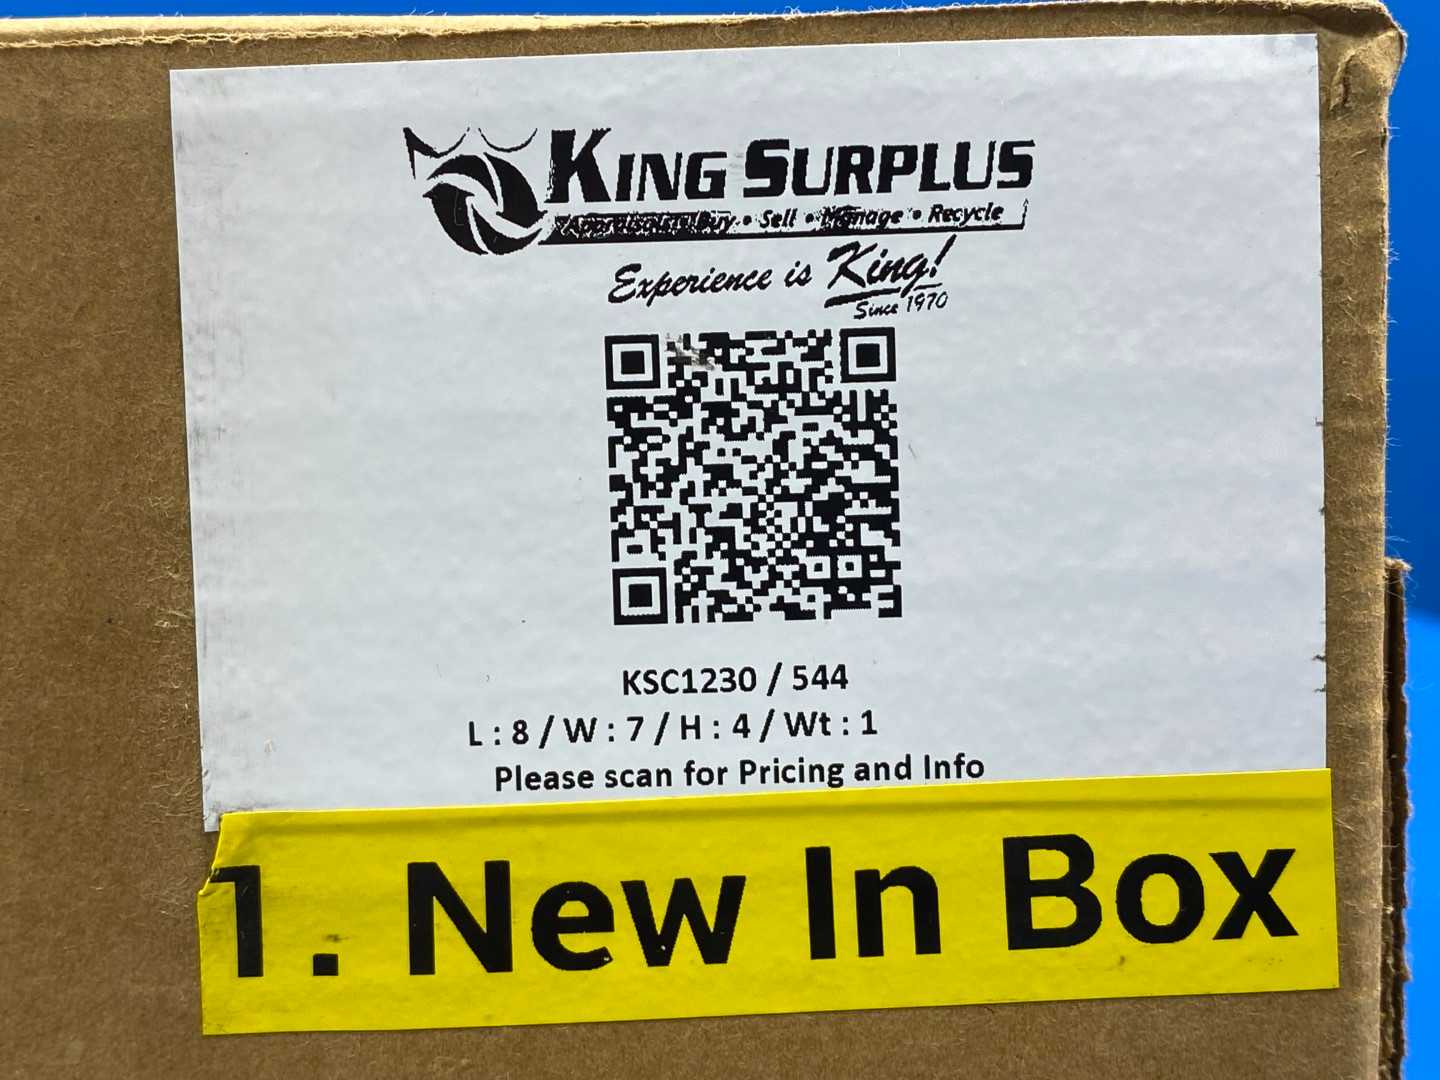 KING SURPLUS
Buy • Sell • Manage • Recycle
Experience is King!
Since 1970
KSC1230 / 544
L : 8 / W : 7 / H : 4 / Wt : 1
Please scan for Pricing and Info
1. New In Box